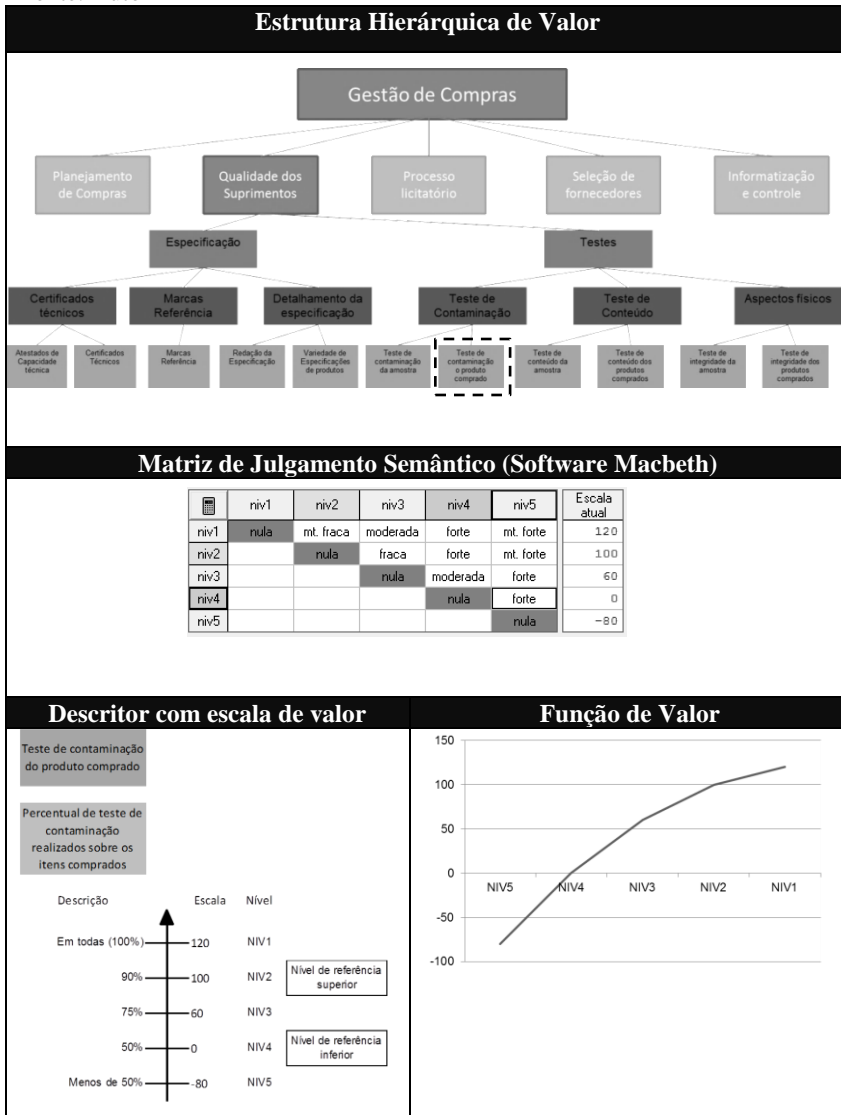 Estrutura Hierárquica de Valor
Gestão de Compras
Planejamento
de Compras
Qualidade dos
Suprimentos
Processo
licitatório
Seleção de
fornecedores
Informatização
e controle
Especificação
Testes
Certificados
técnicos
Marcas
Referência
Detalhamento da
especificação
Teste de
Contaminação
Teste de
Conteúdo
Aspectos físicos
Atestados de
Capacidade
técnica
Certificados
Técnicos
Marcas
Referência
Redação da
Especificação
Variedade de
Especificações
de produtos
Teste de
contaminação
da amostra
Teste de
contaminação
o produto
comprado
Teste de
conteúdo da
amostra
Teste de
conteúdo dos
produtos
comprados
Teste de
integridade da
amostra
Teste de
integridade dos
produtos
comprados
Matriz de Julgamento Semântico (Software Macbeth)
niv1 niv2 niv3 niv4 niv5 Escala atual
niv1 nula mt. fraca moderada forte mt. forte 120
niv2 nula fraca forte mt. forte 100
niv3 nula moderada forte 60
niv4 nula forte 0
niv5 nula -80
Descritor com escala de valor
Teste de contaminação
do produto comprado
Percentual de teste de
contaminação
realizados sobre os
itens comprados
Descrição Escala Nível
Em todas (100%) 120 NIV1
90% 100 NIV2 Nível de referência superior
75% 60 NIV3
50% 0 NIV4 Nível de referência inferior
Menos de 50% -80 NIV5
Função de Valor
150
100
50
0
NIV5 NIV4 NIV3 NIV2 NIV1
-50
-100